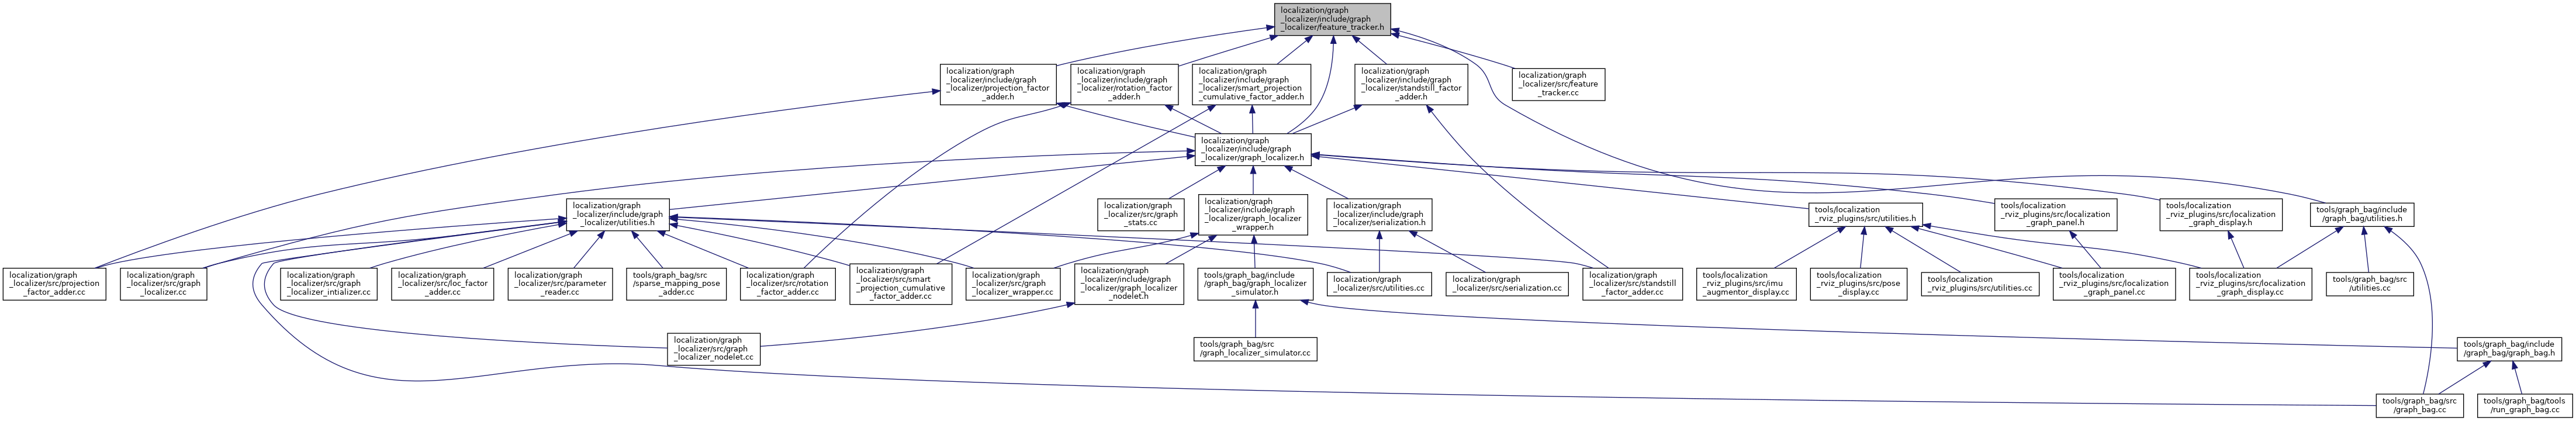 localization/graph
_localizer/include/graph
_localizer/feature_tracker.h
localization/graph
_localizer/include/graph
_localizer/projection_factor
_adder.h
localization/graph
_localizer/include/graph
_localizer/rotation_factor
_adder.h
localization/graph
_localizer/include/graph
_localizer/smart_projection
_cumulative_factor_adder.h
localization/graph
_localizer/include/graph
_localizer/standstill_factor
_adder.h
localization/graph
_localizer/src/feature
_tracker.cc
localization/graph
_localizer/include/graph
_localizer/graph_localizer.h
localization/graph
_localizer/include/graph
_localizer/utilities.h
localization/graph
_localizer/src/graph
_stats.cc
localization/graph
_localizer/include/graph
_localizer/graph_localizer
_wrapper.h
localization/graph
_localizer/include/graph
_localizer/serialization.h
tools/localization
_rviz_plugins/src/utilities.h
tools/localization
_rviz_plugins/src/localization
_graph_panel.h
tools/localization
_rviz_plugins/src/localization
_graph_display.h
tools/graph_bag/include
/graph_bag/utilities.h
localization/graph
_localizer/src/projection
_factor_adder.cc
localization/graph
_localizer/src/graph
_localizer.cc
localization/graph
_localizer/src/graph
_localizer_intializer.cc
localization/graph
_localizer/src/loc_factor
_adder.cc
localization/graph
_localizer/src/parameter
_reader.cc
tools/graph_bag/src
/sparse_mapping_pose
_adder.cc
localization/graph
_localizer/src/rotation
_factor_adder.cc
localization/graph
_localizer/src/smart
_projection_cumulative
_factor_adder.cc
localization/graph
_localizer/src/graph
_localizer_wrapper.cc
localization/graph
_localizer/include/graph
_localizer/graph_localizer
_nodelet.h
tools/graph_bag/include
/graph_bag/graph_localizer
_simulator.h
localization/graph
_localizer/src/utilities.cc
localization/graph
_localizer/src/serialization.cc
localization/graph
_localizer/src/standstill
_factor_adder.cc
tools/localization
_rviz_plugins/src/imu
_augmentor_display.cc
tools/localization
_rviz_plugins/src/pose
_display.cc
tools/localization
_rviz_plugins/src/utilities.cc
tools/localization
_rviz_plugins/src/localization
_graph_panel.cc
tools/localization
_rviz_plugins/src/localization
_graph_display.cc
tools/graph_bag/src
/utilities.cc
localization/graph
_localizer/src/graph
_localizer_nodelet.cc
tools/graph_bag/src
/graph_localizer_simulator.cc
tools/graph_bag/include
/graph_bag/graph_bag.h
tools/graph_bag/src
/graph_bag.cc
tools/graph_bag/tools
/run_graph_bag.cc